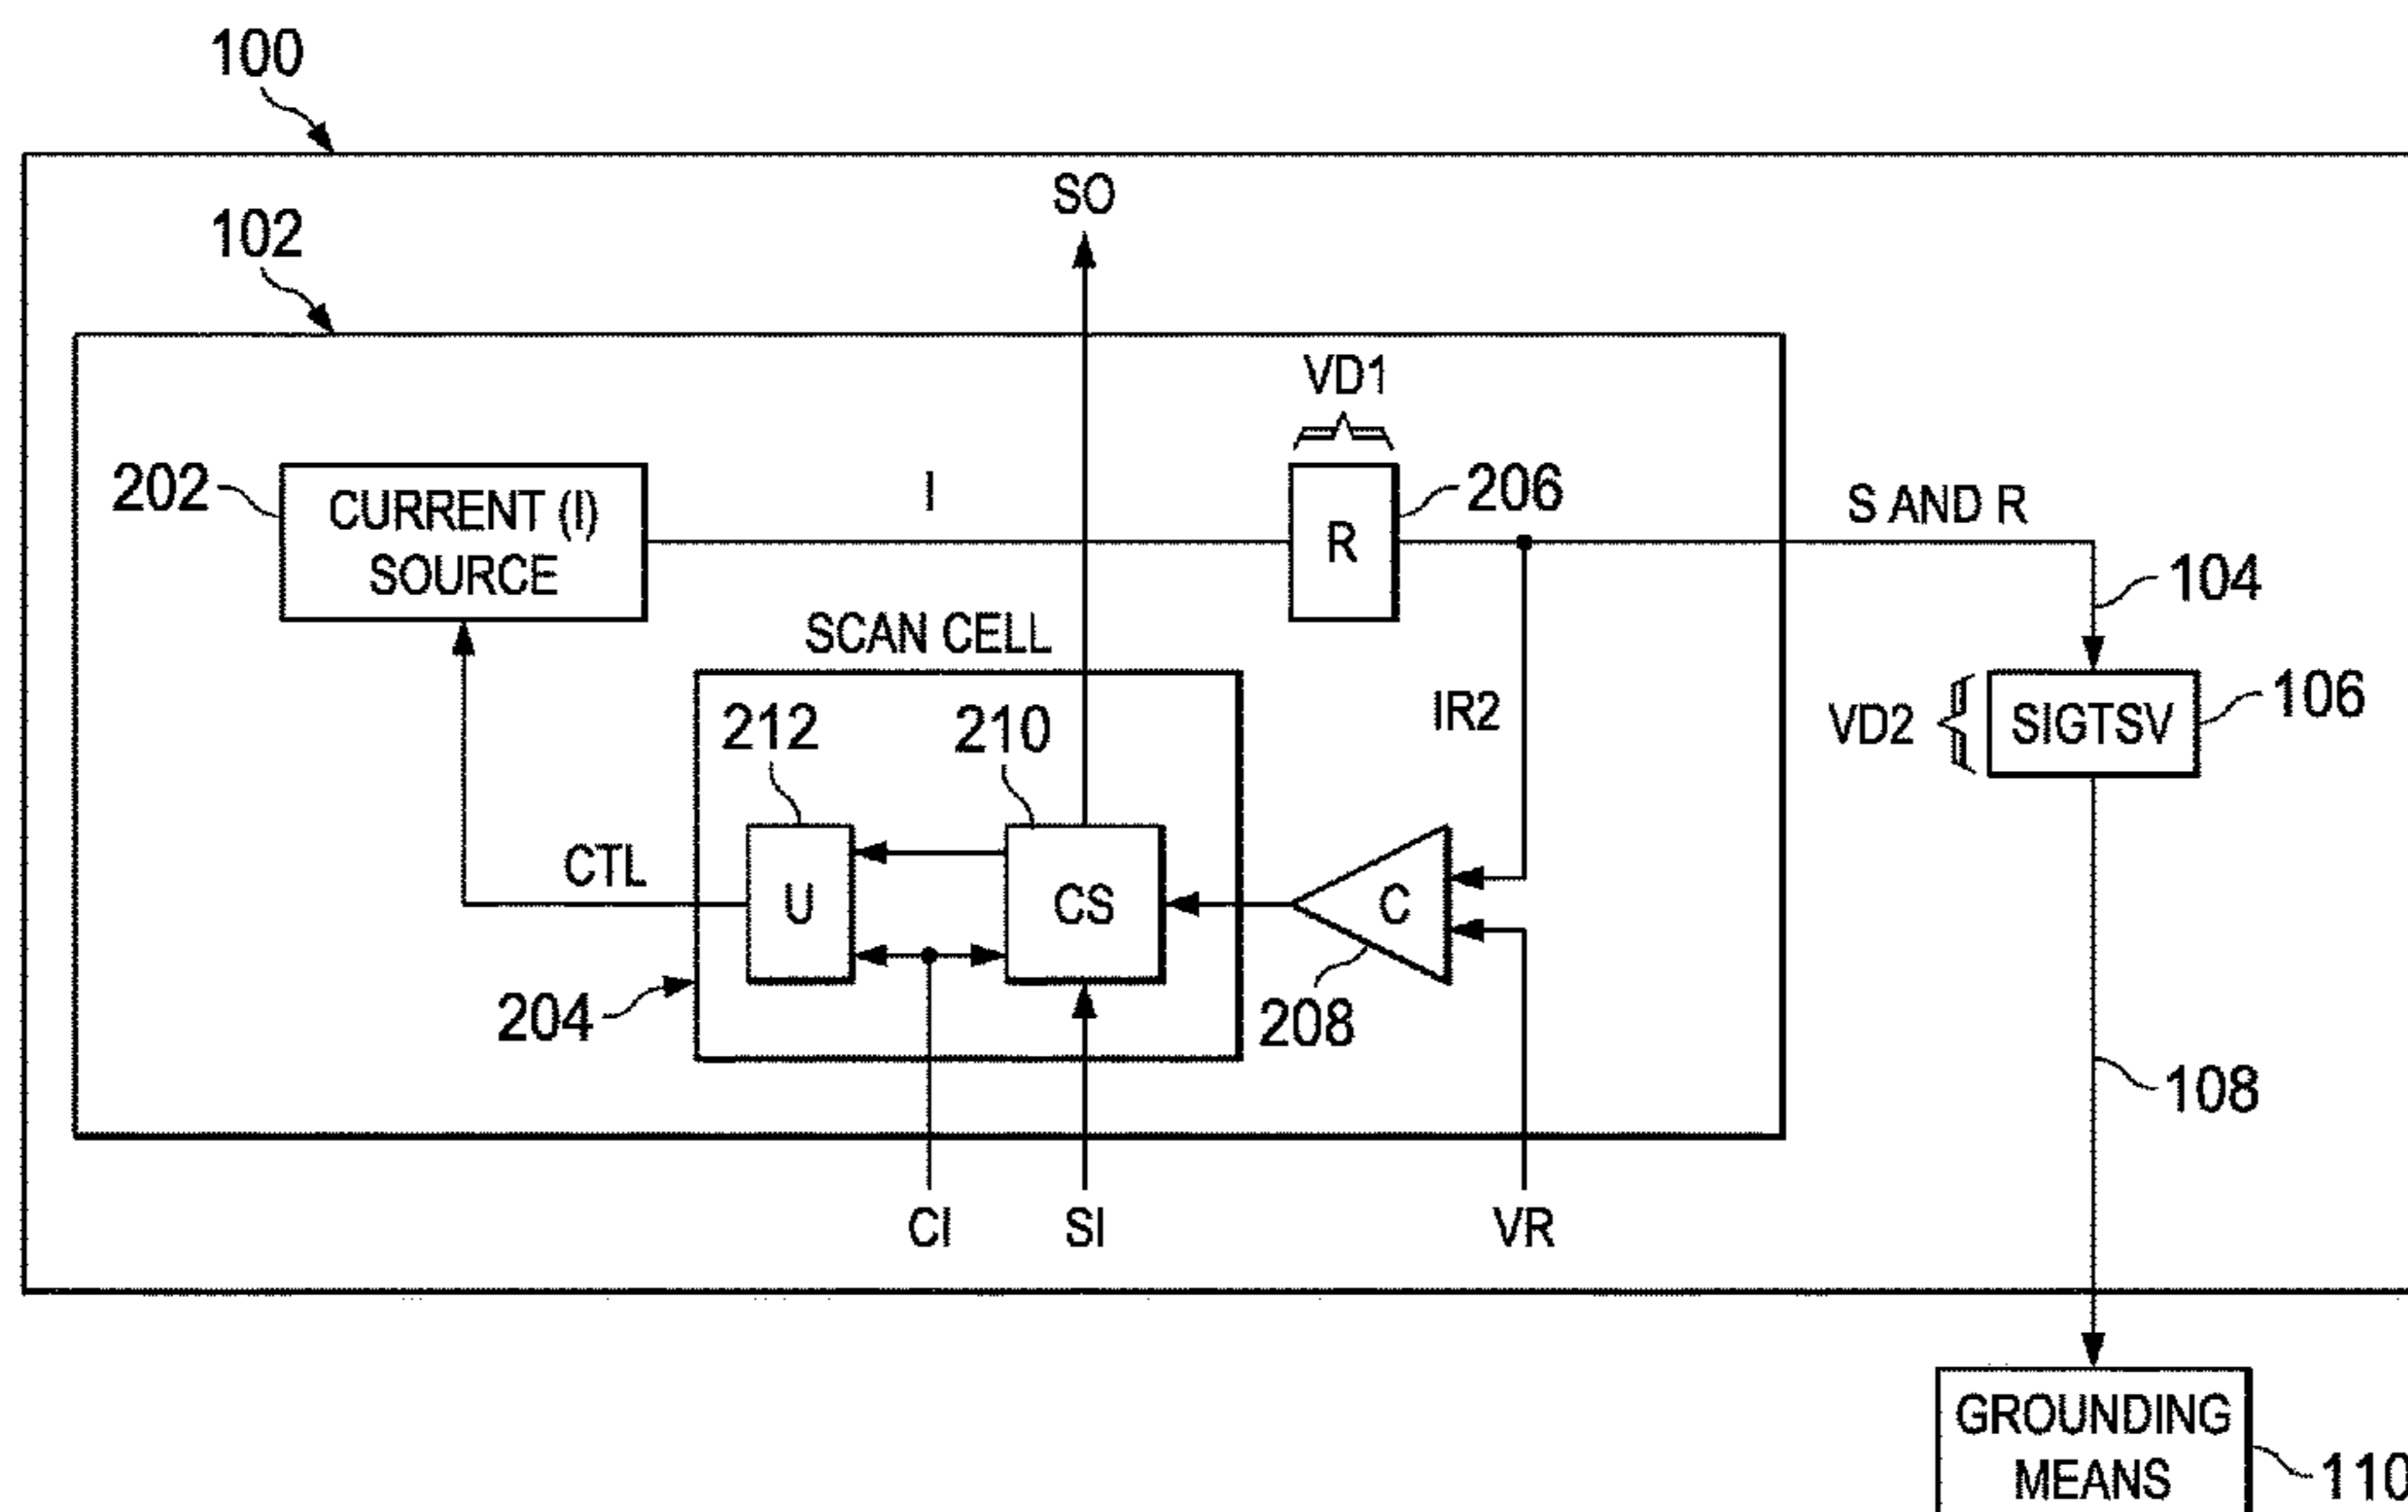 100
SO
102
VD1
202
CURRENT (I)
SOURCE
I
R
206
S AND R
104
SCAN CELL
212
210
IR2
VD2
SIGTSV
106
CTL
U
CS
C
204
208
108
CI
SI
VR
GROUNDING
MEANS
110